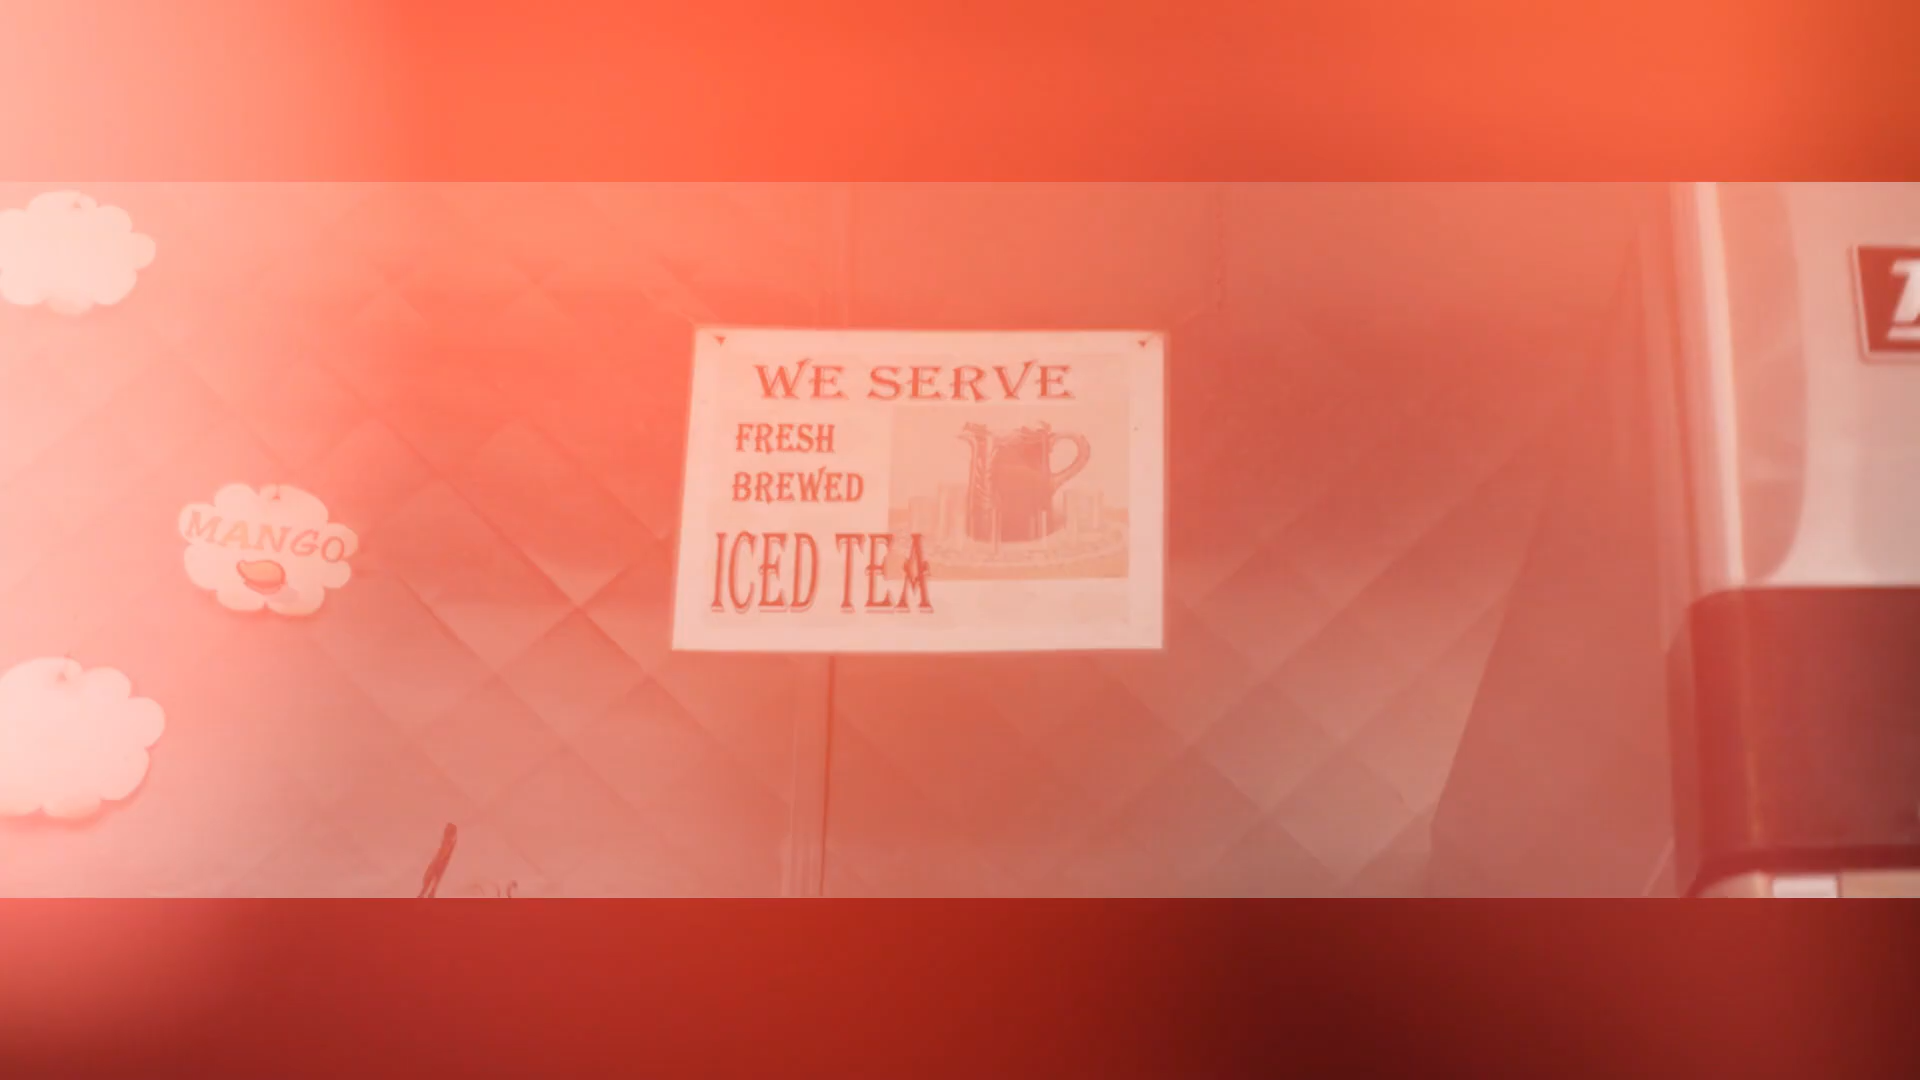 WE SERVE
FRESH
BREWED
ICED TEA
MANGO